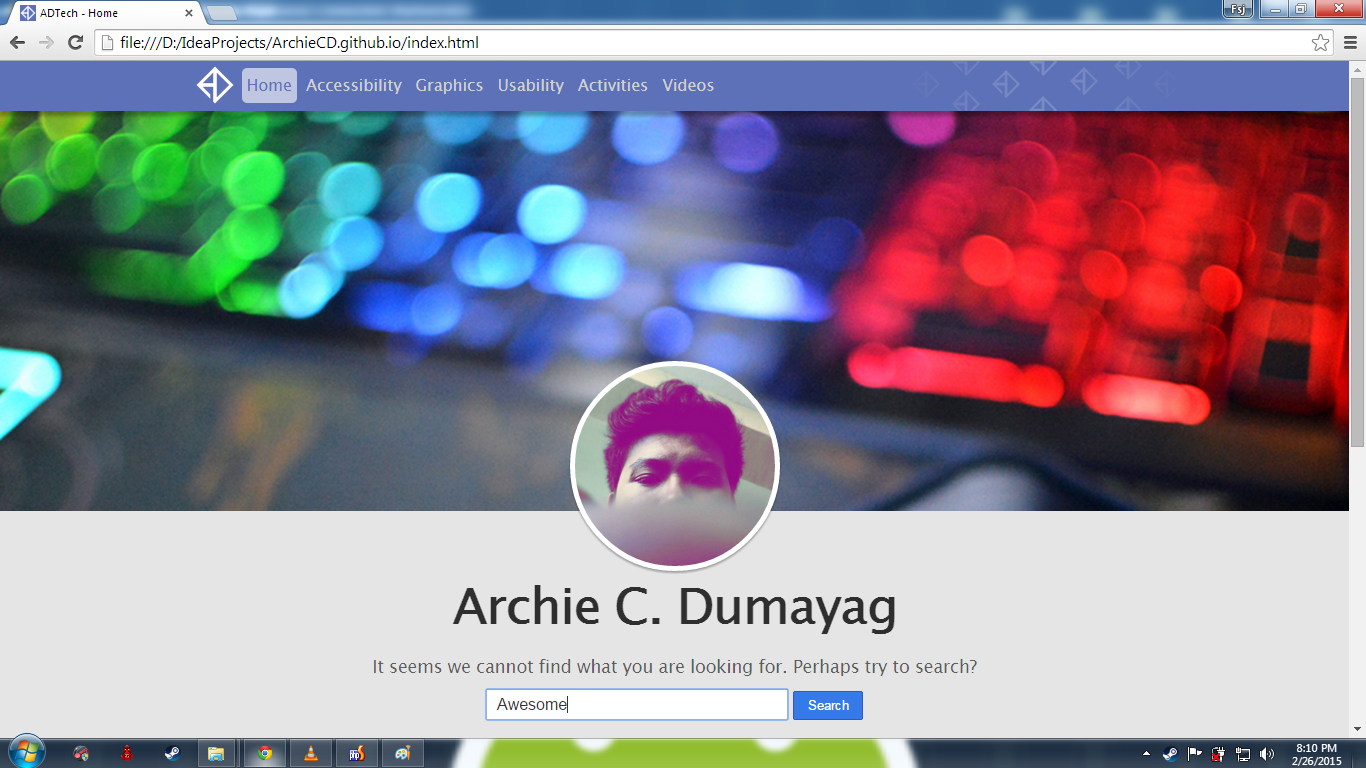 ADTech - Home
Fsj
file:///D:/IdeaProjects/ArchieCD.github.io/index.html
Home Accessibility Graphics Usability Activities Videos
Archie C. Dumayag
It seems we cannot find what you are looking for. Perhaps try to search?
Awesome Search
8:10 PM
2/26/2015